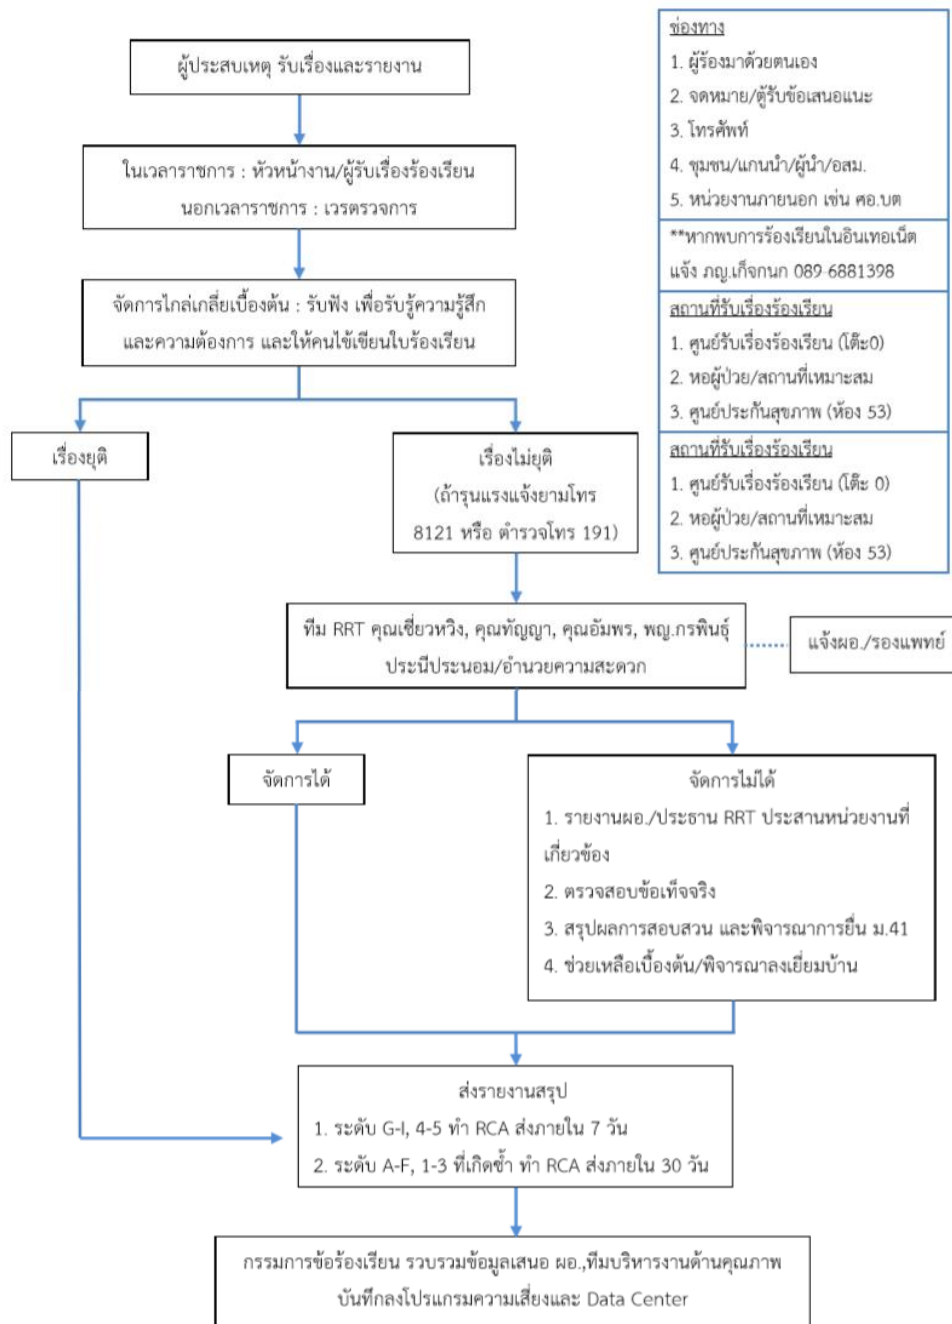 ผู้ประสบเหตุ รับเรื่องและรายงาน
ในเวลาราชการ : หัวหน้างาน/ผู้รับเรื่องร้องเรียน
นอกเวลาราชการ : เวรตรวจการ
จัดการไกล่เกลี่ยเบื้องต้น : รับฟัง เพื่อรับรู้ความรู้สึก
และความต้องการ และให้คนไข้เขียนใบร้องเรียน
เรื่องยุติ
เรื่องไม่ยุติ
(ถ้ารุนแรงแจ้งยามโทร
8121 หรือ ตำรวจโทร 191)
ช่องทาง
1. ผู้ร้องมาด้วยตนเอง
2. จดหมาย/ตู้รับข้อเสนอแนะ
3. โทรศัพท์
4. ชุมชน/แกนนำ/ผู้นำ/อสม.
5. หน่วยงานภายนอก เช่น ศอ.บต
**หากพบการร้องเรียนในอินเทอเน็ต
แจ้ง ภญ.เก็จกนก 089-6881398
สถานที่รับเรื่องร้องเรียน
1. ศูนย์รับเรื่องร้องเรียน (โต๊ะ0)
2. หอผู้ป่วย/สถานที่เหมาะสม
3. ศูนย์ประกันสุขภาพ (ห้อง 53)
สถานที่รับเรื่องร้องเรียน
1. ศูนย์รับเรื่องร้องเรียน (โต๊ะ 0)
2. หอผู้ป่วย/สถานที่เหมาะสม
3. ศูนย์ประกันสุขภาพ (ห้อง 53)
ทีม RRT คุณเซี่ยวหวิง, คุณทัญญา, คุณอัมพร, พญ.กรพินธุ์
ประนีประนอม/อำนวยความสะดวก
แจ้งผอ./รองแพทย์
จัดการได้
จัดการไม่ได้
1. รายงานผอ./ประธาน RRT ประสานหน่วยงานที่
เกี่ยวข้อง
2. ตรวจสอบข้อเท็จจริง
3. สรุปผลการสอบสวน และพิจารณาการยื่น ม.41
4. ช่วยเหลือเบื้องต้น/พิจารณาลงเยี่ยมบ้าน
ส่งรายงานสรุป
1. ระดับ G-I, 4-5 ทำ RCA ส่งภายใน 7 วัน
2. ระดับ A-F, 1-3 ที่เกิดซ้ำ ทำ RCA ส่งภายใน 30 วัน
กรรมการข้อร้องเรียน รวบรวมข้อมูลเสนอ ผอ.,ทีมบริหารงานด้านคุณภาพ
บันทึกลงโปรแกรมความเสี่ยงและ Data Center